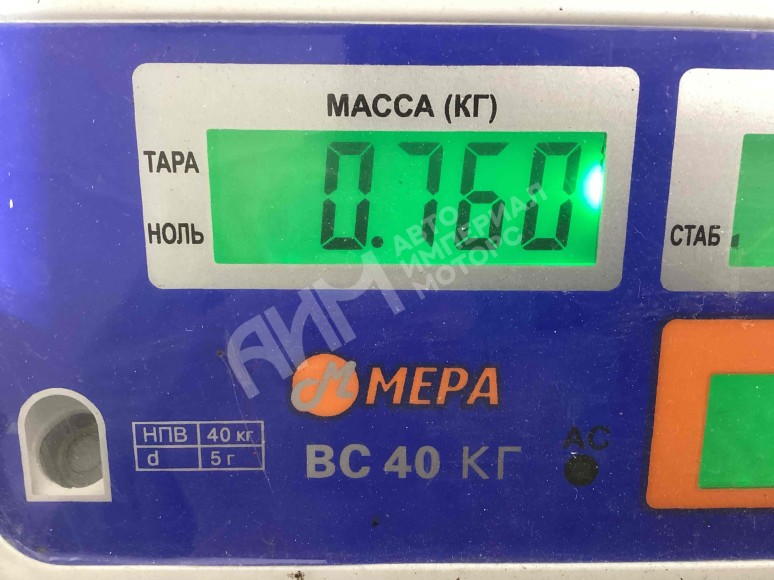 МАССА (КГ)
ТАРА
0.760
НОЛЬ
СТАБ
АИМ АВТО
ИМПЕРИАЛ
МОТОРС
М МЕРА
НПВ 40 кг
d 5 г
ВС 40 КГ
АС